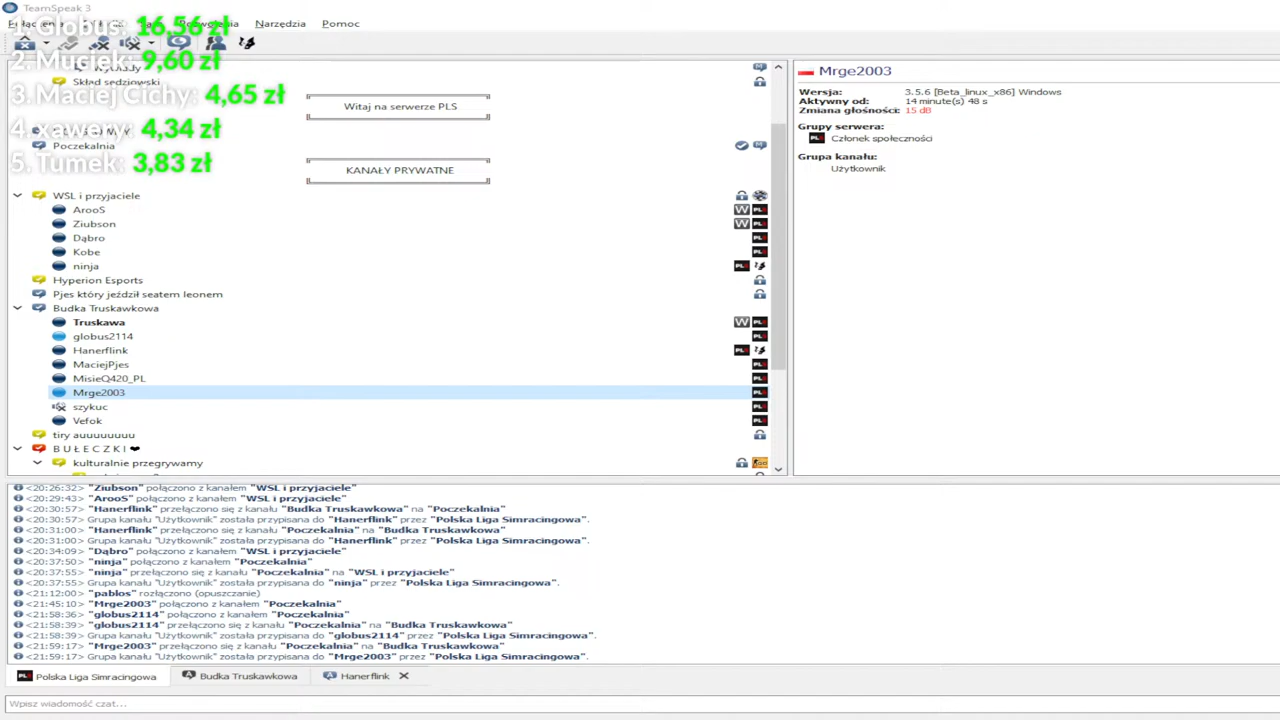 TeamSpeak 3
Narzędzia
Pomoc
1. Globus: 16,56 zł
2. Muciek: 9,60 zł
3. Maciej Cichy: 4,65 zł
4. xawery: 4,34 zł
5. Tumek: 3,83 zł
Skład sędziowski
Witaj na serwerze PLS
Poczekalnia
KANAŁY PRYWATNE
WSL i przyjaciele
ArooS
Ziubson
Dąbro
Kobe
ninja
Hyperion Esports
Pjes który jeździł seatem leonem
Budka Truskawkowa
Truskawa
globus2114
Hanerflink
MaciejPjes
MisieQ420_PL
Mrge2003
szykuc
Vefok
tiry auuuuuuuu
B U Ł E C Z K I ❤
kulturalnie przegrywamy
Mrge2003
Wersja: 3.5.6 [Beta_linux_x86] Windows
Aktywny od: 14 minute(s) 48 s
Zmiana głośności: 15 dB
Grupy serwera:
Członek społeczności
Grupa kanału:
Użytkownik
<20:26:32> "Ziubson" połączono z kanałem "WSL i przyjaciele"
<20:29:43> "ArooS" połączono z kanałem "WSL i przyjaciele"
<20:30:57> "Hanerflink" przełączono się z kanału "Budka Truskawkowa" na "Poczekalnia"
<20:30:57> Grupa kanału "Użytkownik" została przypisana do "Hanerflink" przez "Polska Liga Simracingowa".
<20:31:00> "Hanerflink" przełączono się z kanału "Poczekalnia" na "Budka Truskawkowa"
<20:31:00> Grupa kanału "Użytkownik" została przypisana do "Hanerflink" przez "Polska Liga Simracingowa".
<20:34:09> "Dąbro" połączono z kanałem "WSL i przyjaciele"
<20:37:50> "ninja" połączono z kanałem "Poczekalnia"
<20:37:55> "ninja" przełączono się z kanału "Poczekalnia" na "WSL i przyjaciele"
<20:37:55> Grupa kanału "Użytkownik" została przypisana do "ninja" przez "Polska Liga Simracingowa".
<21:12:00> "pablos" rozłączono (opuszczanie)
<21:45:10> "Mrge2003" połączono z kanałem "Poczekalnia"
<21:58:36> "globus2114" połączono z kanałem "Poczekalnia"
<21:58:39> "globus2114" przełączono się z kanału "Poczekalnia" na "Budka Truskawkowa"
<21:58:39> Grupa kanału "Użytkownik" została przypisana do "globus2114" przez "Polska Liga Simracingowa".
<21:59:17> "Mrge2003" przełączono się z kanału "Poczekalnia" na "Budka Truskawkowa"
<21:59:17> Grupa kanału "Użytkownik" została przypisana do "Mrge2003" przez "Polska Liga Simracingowa".
Polska Liga Simracingowa
Budka Truskawkowa
Hanerflink
Wpisz wiadomość czat...